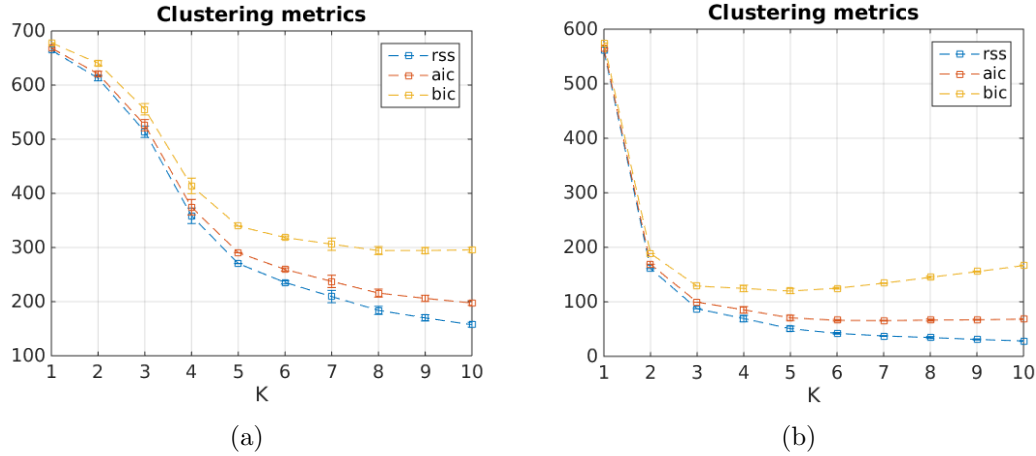 Clustering metrics
700
600
500
400
300
200
100
1 2 3 4 5 6 7 8 9 10
K
rss
aic
bic
(a)
Clustering metrics
600
500
400
300
200
100
0
1 2 3 4 5 6 7 8 9 10
K
rss
aic
bic
(b)